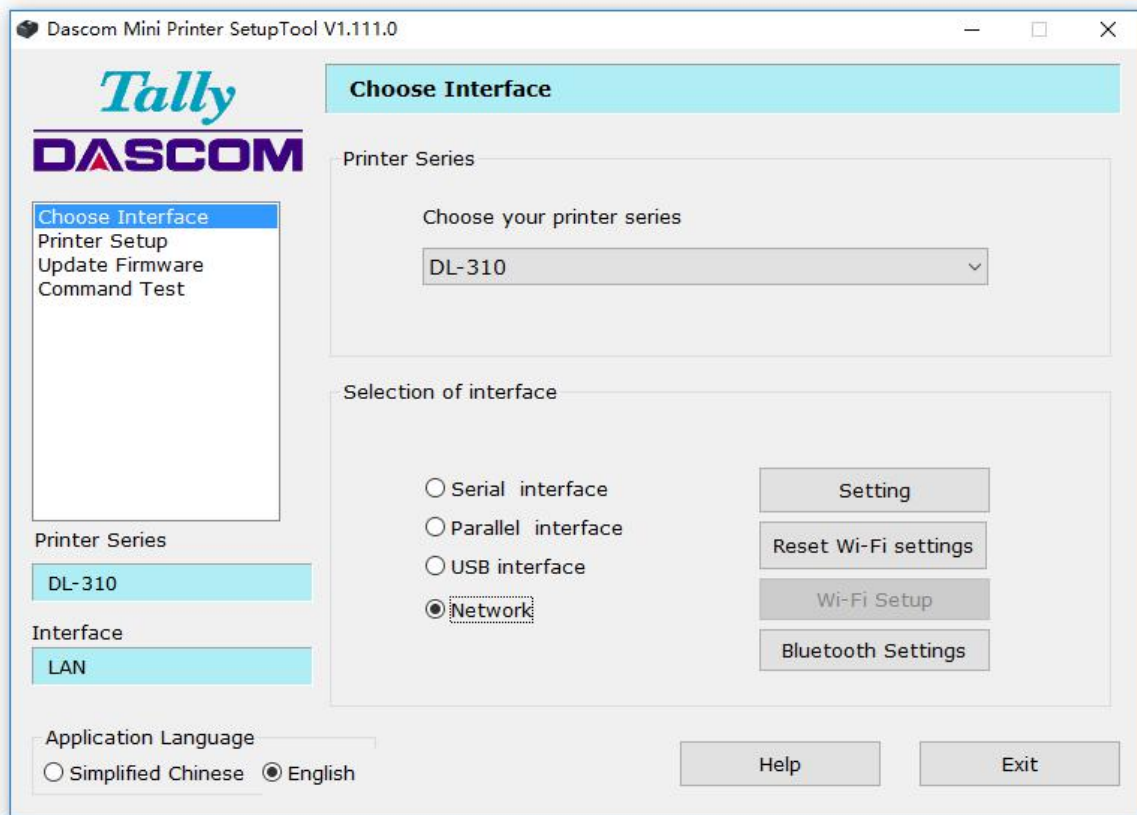 Dascom Mini Printer SetupTool V1.111.0
Tally
DASCOM
Choose Interface
Printer Setup
Update Firmware
Command Test
Printer Series
DL-310
Interface
LAN
Application Language
Simplified Chinese English
Choose Interface
Printer Series
Choose your printer series
DL-310
Selection of interface
Serial interface
Parallel interface
USB interface
Network
Setting
Reset Wi-Fi settings
Wi-Fi Setup
Bluetooth Settings
Help Exit